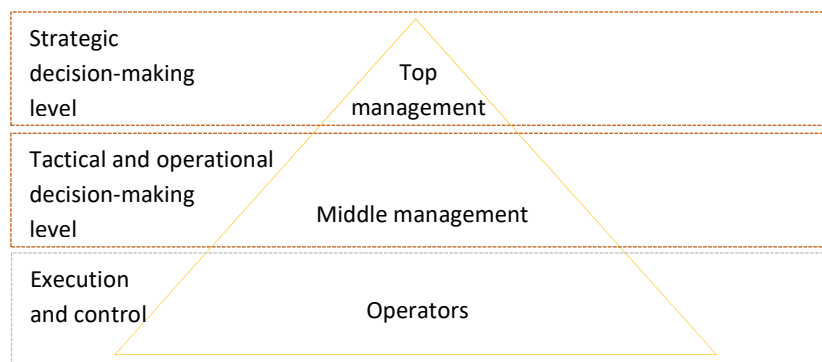 Strategic
decision-making
level
Top
management
Tactical and operational
decision-making
level
Middle management
Execution
and control
Operators